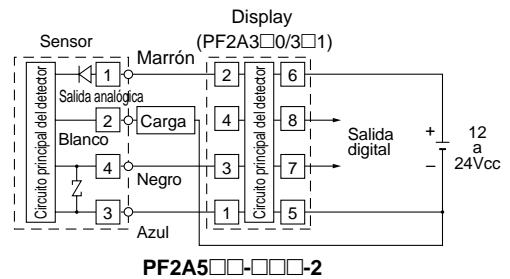 Display
(PF2A3□0/3□1)
Sensor
Marrón
Circuito principal del detector
1
Salida analógica
2
Carga
Blanco
4
Negro
3
Azul
2
4
3
1
Circuito principal del detector
6
8
7
5
Salida
digital
+
12
a
24Vcc
−
PF2A5□□-□□□-2